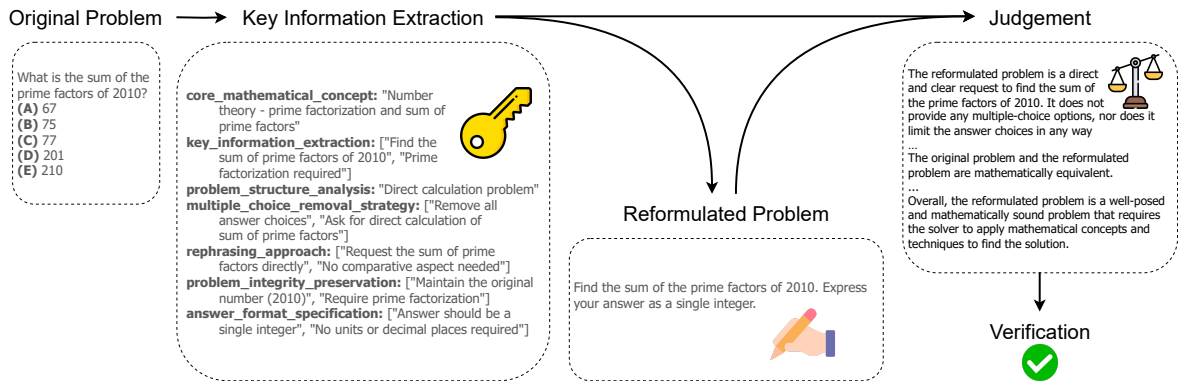 Original Problem
What is the sum of the
prime factors of 2010?
(A) 67
(B) 75
(C) 77
(D) 201
(E) 210
Key Information Extraction
core_mathematical_concept: "Number
theory - prime factorization and sum of
prime factors"
key_information_extraction: ["Find the
sum of prime factors of 2010", "Prime
factorization required"]
problem_structure_analysis: "Direct calculation problem"
multiple_choice_removal_strategy: ["Remove all
answer choices", "Ask for direct calculation of
sum of prime factors"]
rephrasing_approach: ["Request the sum of prime
factors directly", "No comparative aspect needed"]
problem_integrity_preservation: ["Maintain the original
number (2010)", "Require prime factorization"]
answer_format_specification: ["Answer should be a
single integer", "No units or decimal places required"]
Reformulated Problem
Find the sum of the prime factors of 2010. Express
your answer as a single integer.
Judgement
The reformulated problem is a direct
and clear request to find the sum of
the prime factors of 2010. It does not
provide any multiple-choice options, nor does it
limit the answer choices in any way
...
The original problem and the reformulated
problem are mathematically equivalent.
...
Overall, the reformulated problem is a well-posed
and mathematically sound problem that requires
the solver to apply mathematical concepts and
techniques to find the solution.
Verification